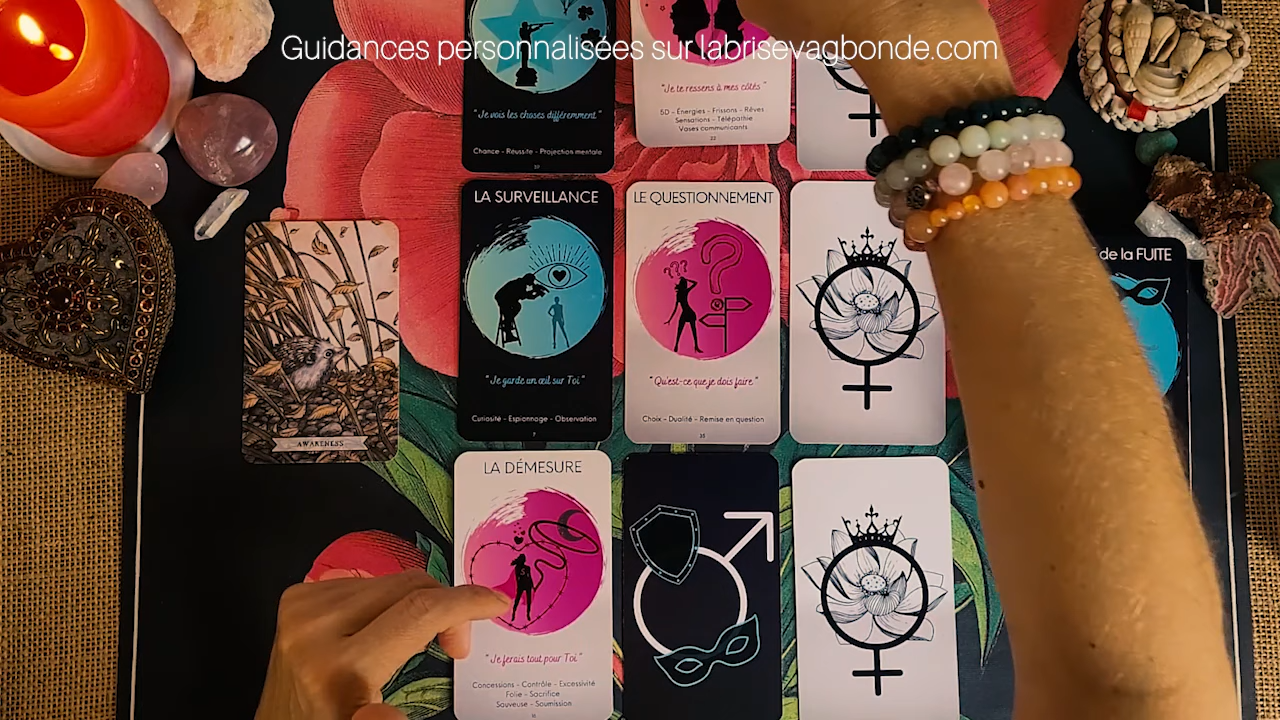 Guidances personnalisées sur labrisevagbonde.com
"Je vois les choses différemment"
Chance - Réussite - Projection mentale
"Je te ressens à mes côtés"
5D - Énergies - Frissons - Rêves
Sensations - Télépathie
Vases communicants
22
LA SURVEILLANCE
"Je garde un œil sur Toi"
Curiosité - Espionnage - Observation
7
LE QUESTIONNEMENT
"Qu'est-ce que je dois faire"
Choix - Dualité - Remise en question
de la FUITE
AWARENESS
LA DÉMESURE
"Je ferais tout pour Toi"
Concessions - Contrôle - Excessivité
Folie - Sacrifice
Sauveuse - Soumission